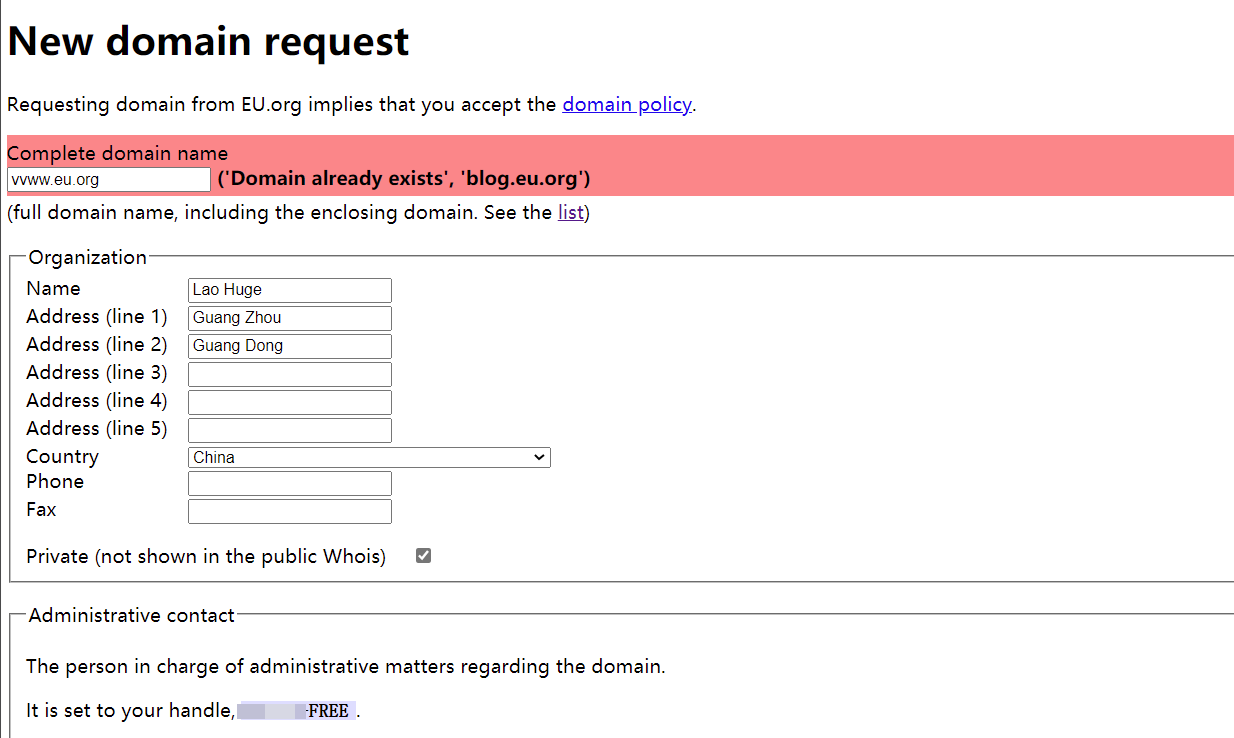 New domain request
Requesting domain from EU.org implies that you accept the domain policy.
Complete domain name
vvww.eu.org ('Domain already exists', 'blog.eu.org')
(full domain name, including the enclosing domain. See the list)
Organization
Name Lao Huge
Address (line 1) Guang Zhou
Address (line 2) Guang Dong
Address (line 3)
Address (line 4)
Address (line 5)
Country China
Phone
Fax
Private (not shown in the public Whois)
Administrative contact
The person in charge of administrative matters regarding the domain.
It is set to your handle, -FREE .